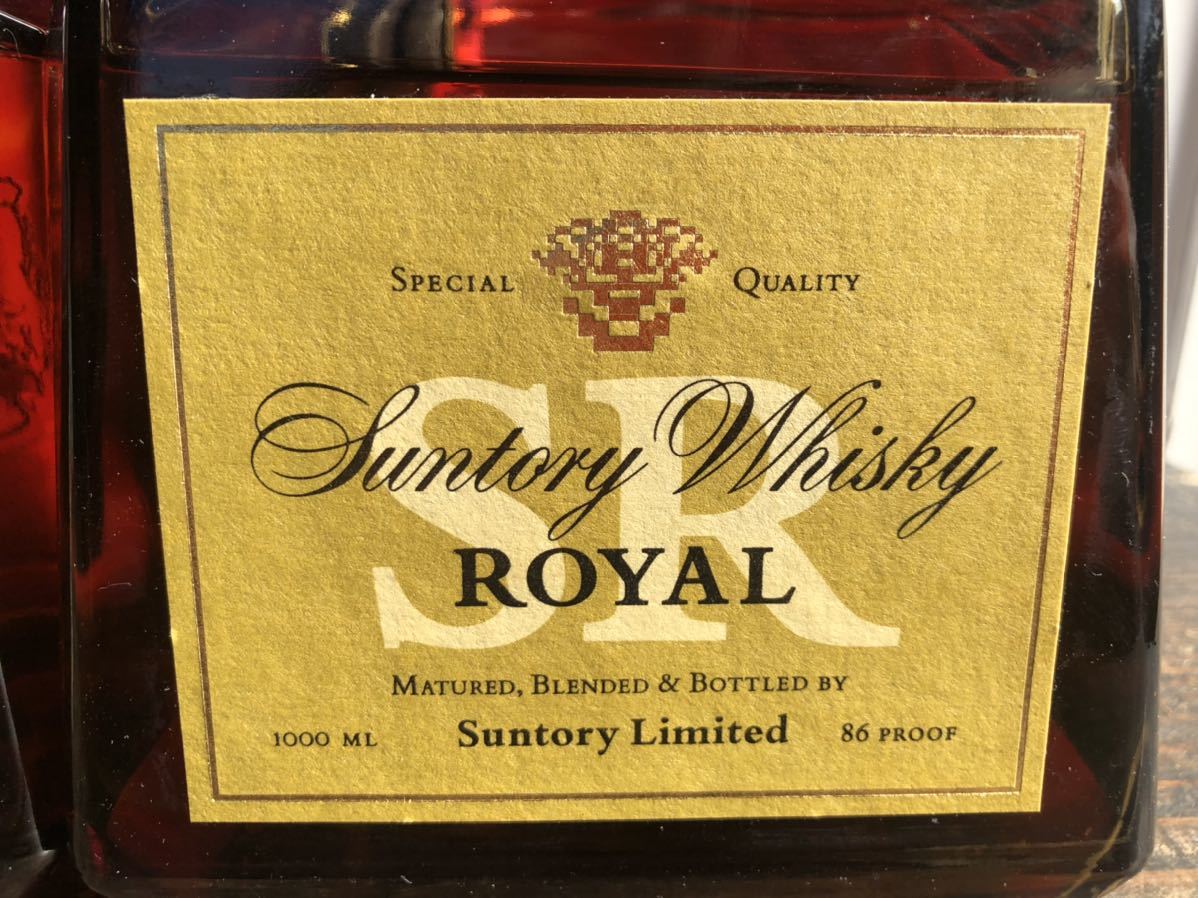 SPECIAL QUALITY
SR
Suntory Whisky
ROYAL
MATURED, BLENDED & BOTTLED BY
1000 ML Suntory Limited 86 PROOF